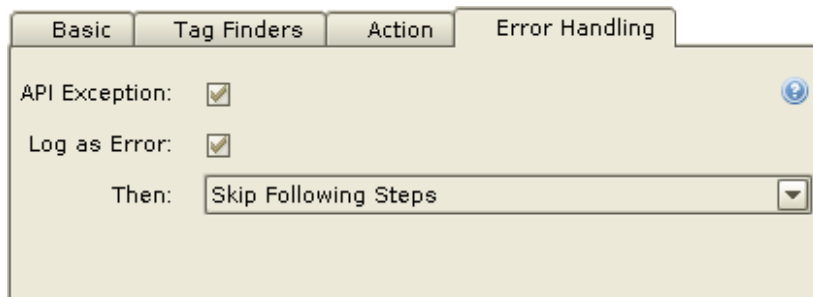 Basic Tag Finders Action Error Handling
API Exception:
Log as Error:
Then: Skip Following Steps